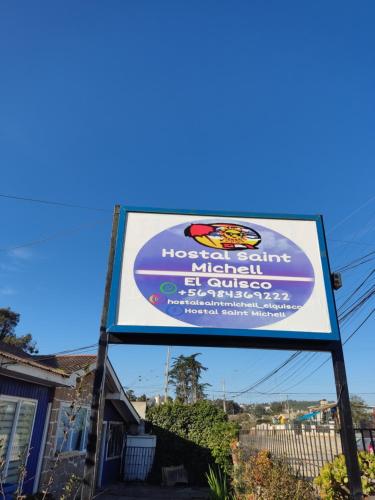 Hostal Saint
Michell
El Quisco
+56984369222
hostalsaintmichell_elquisco
Hostal Saint Michell